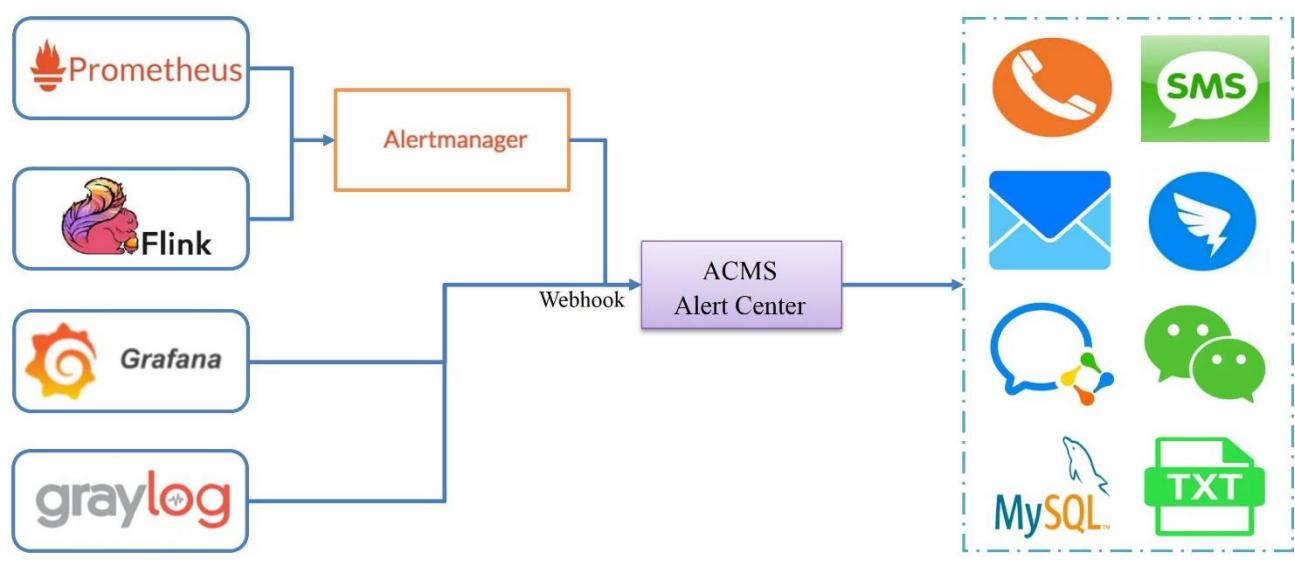 Prometheus
Alertmanager
Flink
Grafana
graylog
Webhook
ACMS
Alert Center
SMS
MySQL
TXT